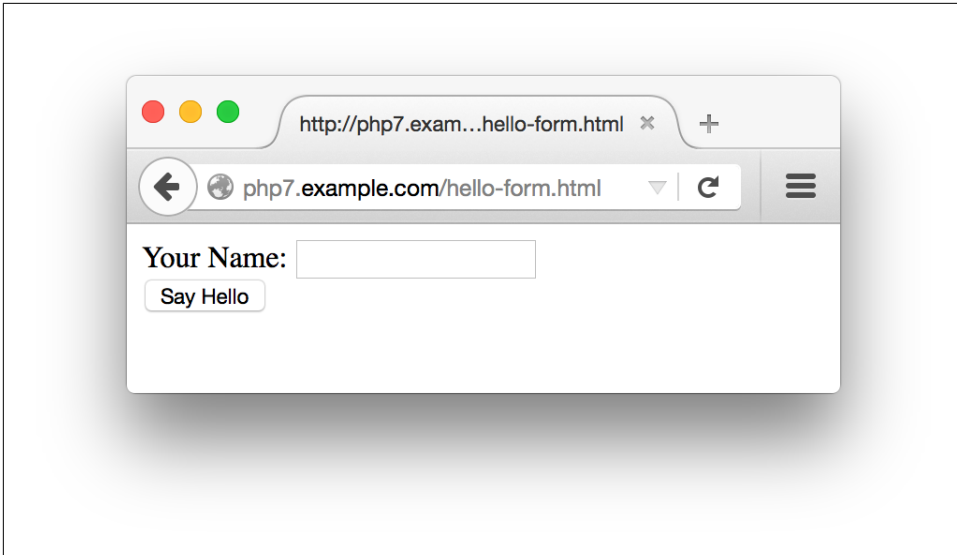 http://php7.exam...hello-form.html
php7.example.com/hello-form.html
Your Name:
Say Hello